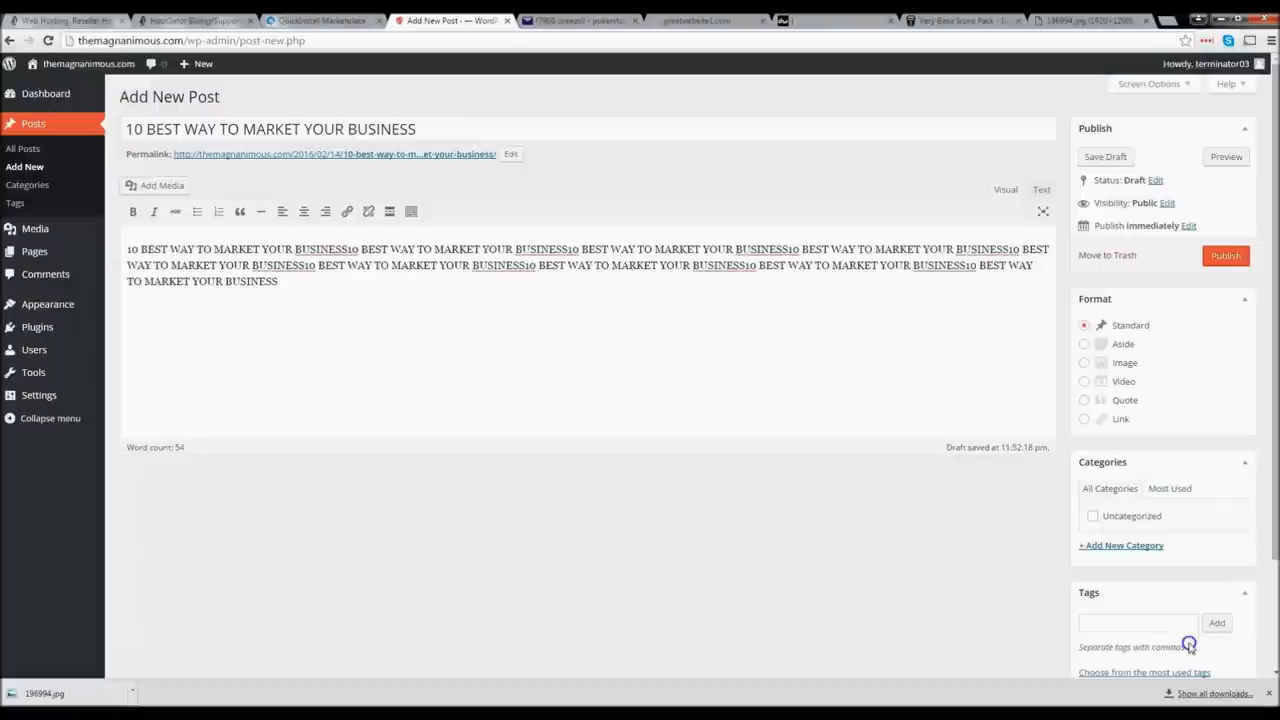 Web Hosting, Reseller Ho
HostGator Billing/Suppor
QuickInstall Marketplace
Add New Post ‹ — WordP
greetwebsite1.com
Very Basic Icons Pack - I
196994.jpg (1920×1200)
themagnanimous.com/wp-admin/post-new.php
themagnanimous.com 0 + New
Howdy, terminator03
Dashboard
Posts
All Posts
Add New
Categories
Tags
Media
Pages
Comments
Appearance
Plugins
Users
Tools
Settings
Collapse menu
Screen Options
Help
Add New Post
10 BEST WAY TO MARKET YOUR BUSINESS
Permalink: http://themagnanimous.com/2016/02/14/10-best-way-to-m...et-your-business/ Edit
Add Media
Visual Text
B I ABC
10 BEST WAY TO MARKET YOUR BUSINESS10 BEST WAY TO MARKET YOUR BUSINESS10 BEST WAY TO MARKET YOUR BUSINESS10 BEST WAY TO MARKET YOUR BUSINESS10 BEST
WAY TO MARKET YOUR BUSINESS10 BEST WAY TO MARKET YOUR BUSINESS10 BEST WAY TO MARKET YOUR BUSINESS10 BEST WAY TO MARKET YOUR BUSINESS10 BEST WAY
TO MARKET YOUR BUSINESS
Word count: 54
Draft saved at 11:52:18 pm.
Publish
Save Draft
Preview
Status: Draft Edit
Visibility: Public Edit
Publish Immediately Edit
Move to Trash
Publish
Format
Standard
Aside
Image
Video
Quote
Link
Categories
All Categories
Most Used
Uncategorized
+ Add New Category
Tags
Add
Separate tags with commas
Choose from the most used tags
196994.jpg
Show all downloads...